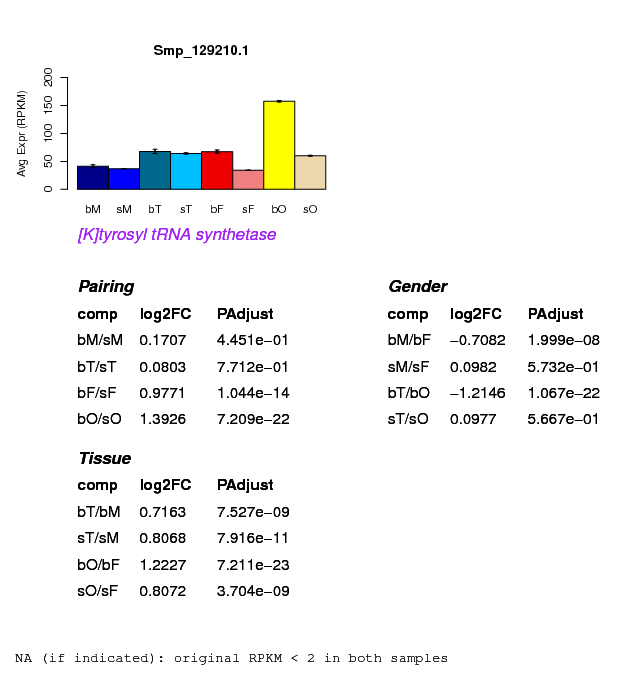 Smp_129210.1
Avg Expr (RPKM)
200
150
100
50
0
bM sM bT sT bF sF bO sO
[K]tyrosyl tRNA synthetase
Pairing
comp log2FC PAdjust
bM/sM 0.1707 4.451e−01
bT/sT 0.0803 7.712e−01
bF/sF 0.9771 1.044e−14
bO/sO 1.3926 7.209e−22
Gender
comp log2FC PAdjust
bM/bF −0.7082 1.999e−08
sM/sF 0.0982 5.732e−01
bT/bO −1.2146 1.067e−22
sT/sO 0.0977 5.667e−01
Tissue
comp log2FC PAdjust
bT/bM 0.7163 7.527e−09
sT/sM 0.8068 7.916e−11
bO/bF 1.2227 7.211e−23
sO/sF 0.8072 3.704e−09
NA (if indicated): original RPKM < 2 in both samples